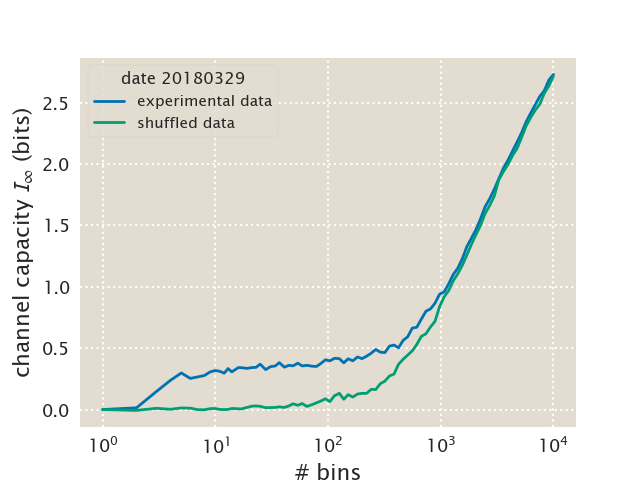 date 20180329
experimental data
shuffled data
channel capacity I∞ (bits)
2.5
2.0
1.5
1.0
0.5
0.0
10⁰ 10¹ 10² 10³ 10⁴
# bins